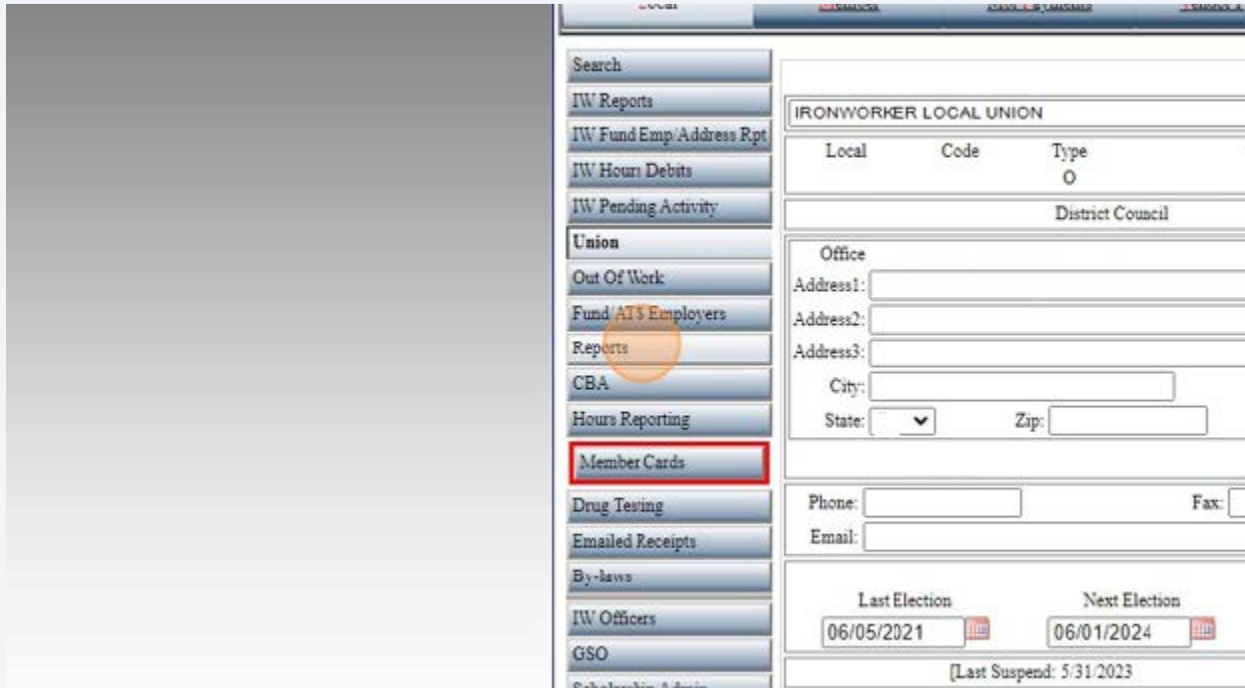 Local
Search
IW Reports
IW Fund Emp/Address Rpt
IW Hours Debits
IW Pending Activity
Union
Out Of Work
Fund/ATS Employers
Reports
CBA
Hours Reporting
Member Cards
Drug Testing
Emailed Receipts
By-laws
IW Officers
GSO
IRONWORKER LOCAL UNION
Local Code Type
O
District Council
Office
Address1:
Address2:
Address3:
City:
State: Zip:
Phone: Fax:
Email:
Last Election Next Election
06/05/2021 06/01/2024
[Last Suspend: 5/31/2023